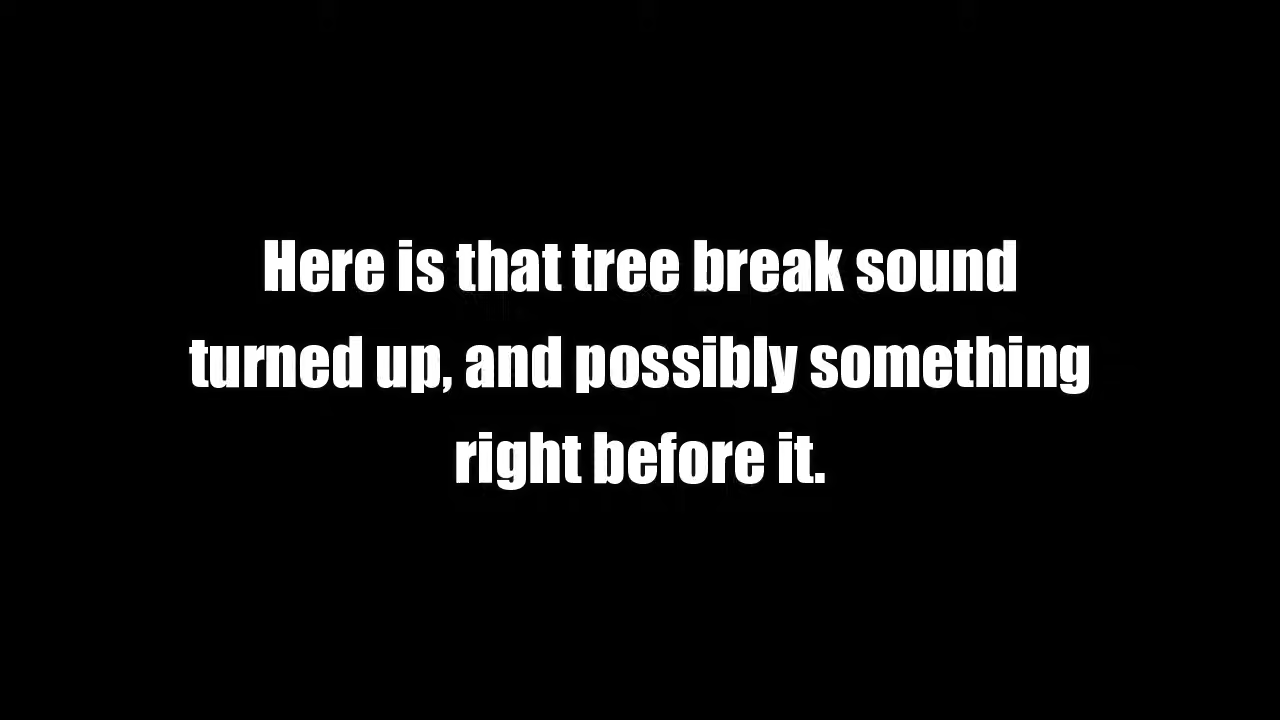 Here is that tree break sound
turned up, and possibly something
right before it.